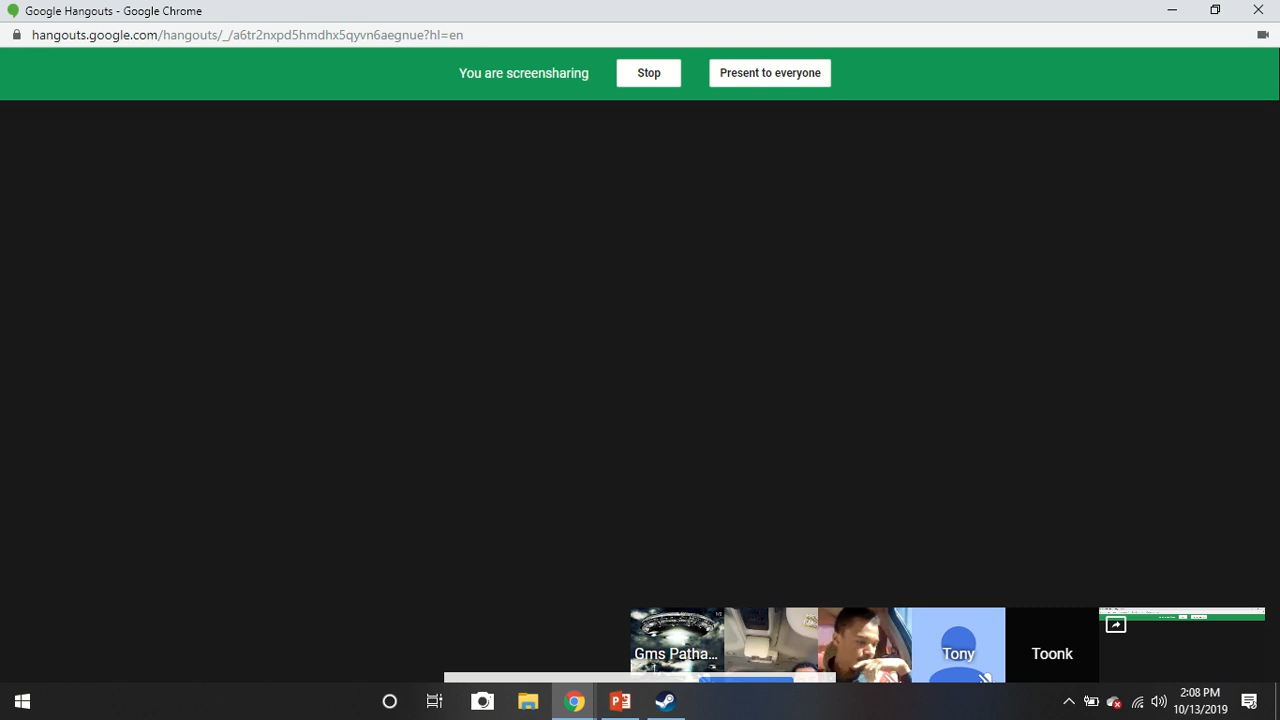 Google Hangouts - Google Chrome
hangouts.google.com/hangouts/_/a6tr2nxpd5hmdhx5qyvn6aegnue?hl=en
You are screensharing
Stop
Present to everyone
Gms Patha...
Tony
Toonk
2:08 PM
10/13/2019